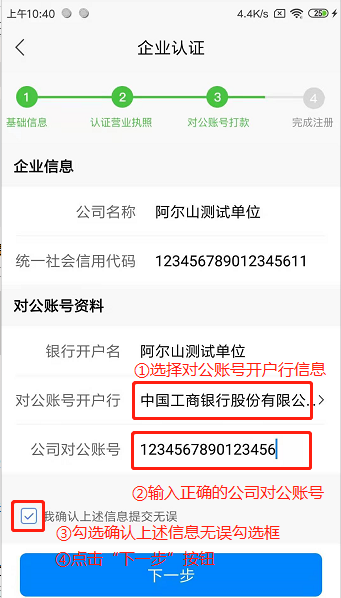 上午10:40 4.4K/s 25
企业认证
1 2 3 4
基础信息 认证营业执照 对公账号打款 完成注册
企业信息
公司名称 阿尔山测试单位
统一社会信用代码 123456789012345611
对公账号资料
银行开户名 阿尔山测试单位
①选择对公账号开户行信息
对公账号开户行 中国工商银行股份有限公...
公司对公账号 1234567890123456
②输入正确的公司对公账号
我确认上述信息提交无误
③勾选确认上述信息无误勾选框
④点击“下一步”按钮
下一步